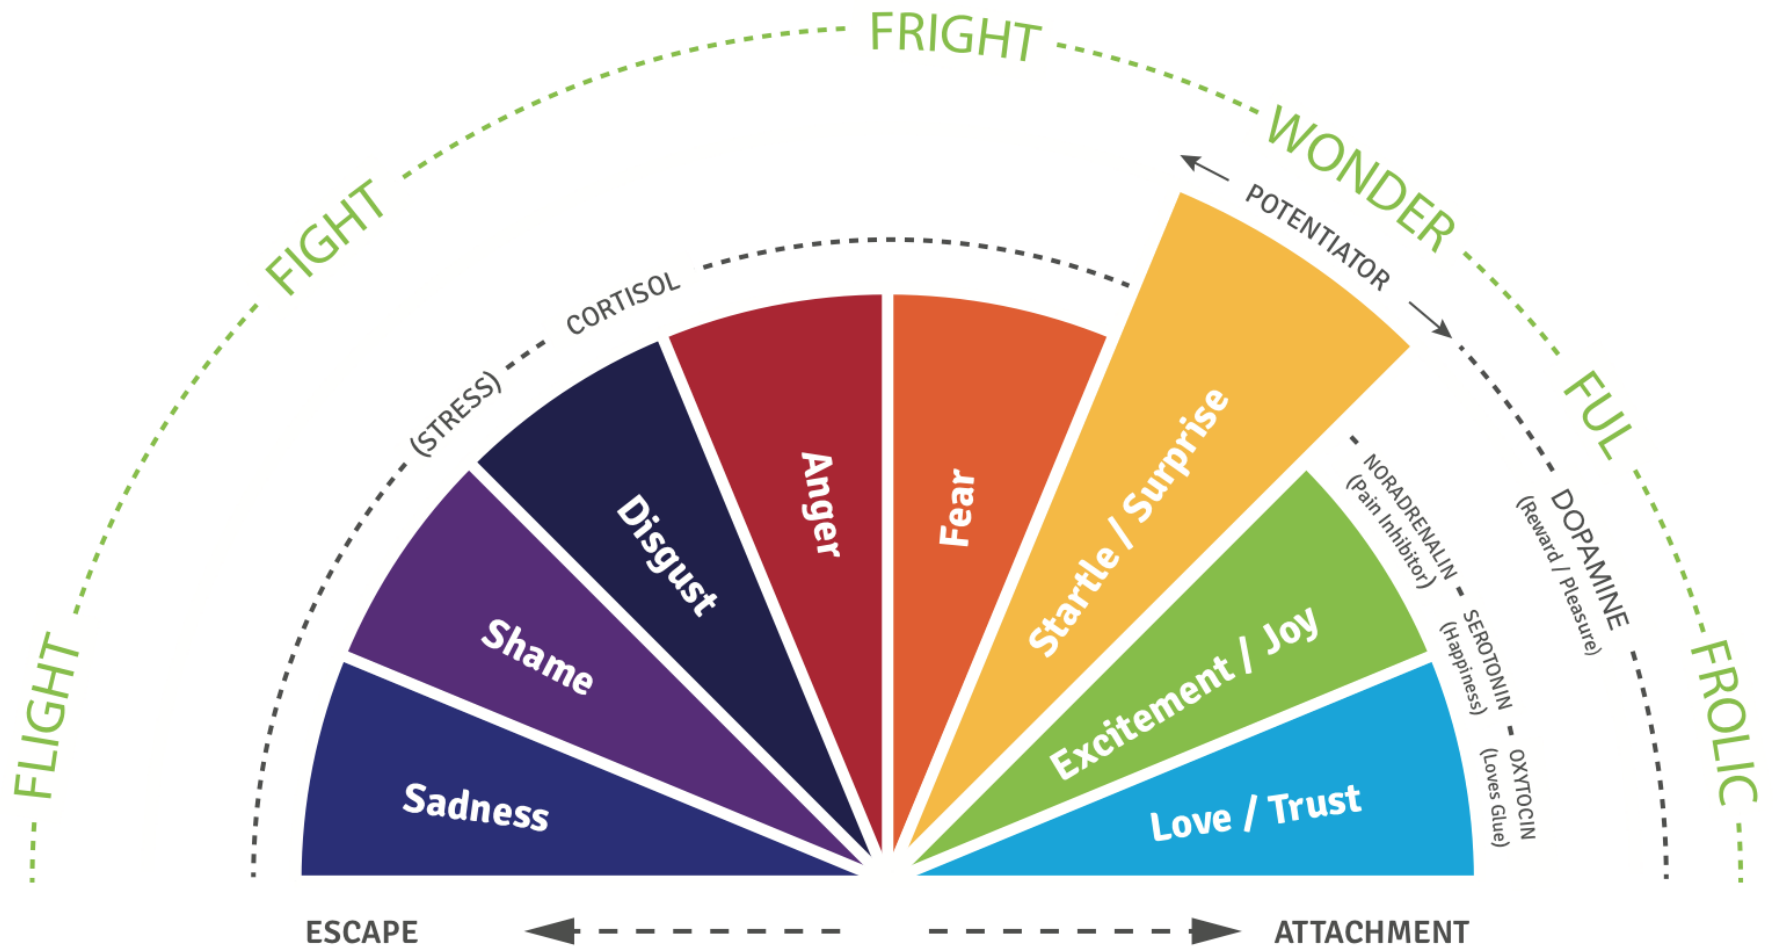 FLIGHT
FIGHT
FRIGHT
WONDER
FUL
FROLIC
(STRESS)
CORTISOL
POTENTIATOR
DOPAMINE
(Reward / Pleasure)
NORADRENALIN
(Pain Inhibitor)
SEROTONIN
(Happiness)
OXYTOCIN
(Loves Glue)
Sadness
Shame
Disgust
Anger
Fear
Startle / Surprise
Excitement / Joy
Love / Trust
ESCAPE
ATTACHMENT